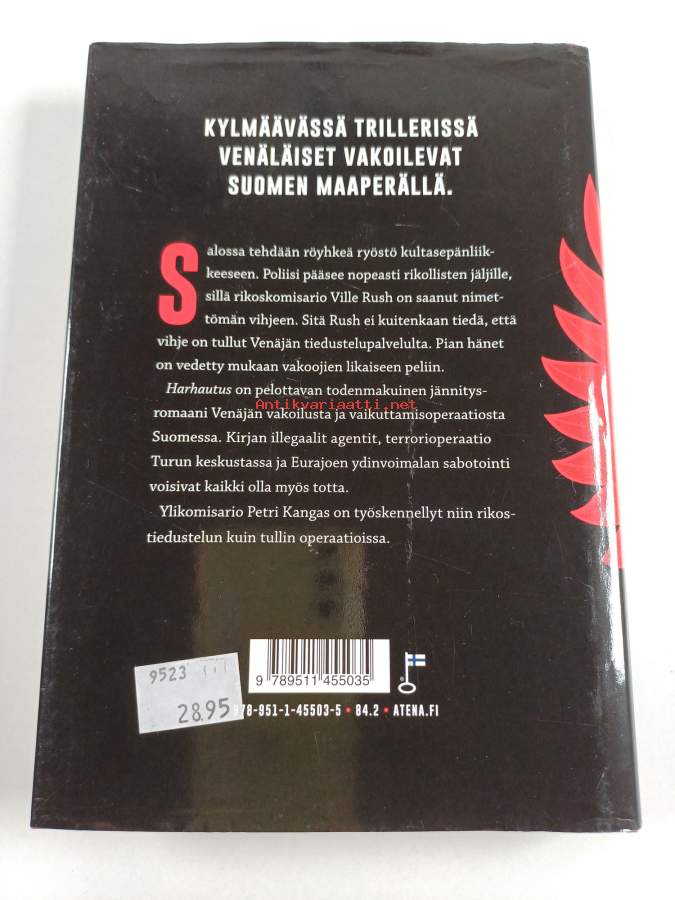 KYLMÄÄVÄSSÄ TRILLERISSÄ
VENÄLÄISET VAKOILEVAT
SUOMEN MAAPERÄLLÄ.
Salossa tehdään röyhkeä ryöstö kultasepänliik-
keeseen. Poliisi pääsee nopeasti rikollisten jäljille,
sillä rikoskomisario Ville Rush on saanut nimet-
tömän vihjeen. Sitä Rush ei kuitenkaan tiedä, että
vihje on tullut Venäjän tiedustelupalvelulta. Pian hänet
on vedetty mukaan vakoojien likaiseen peliin.
Harhautus on pelottavan todenmakuinen jännitys-
Antikvariaatti.net
romaani Venäjän vakoilusta ja vaikuttamisoperaatiosta
Suomessa. Kirjan illegaalit agentit, terrorioperaatio
Turun keskustassa ja Eurajoen ydinvoimalan sabotointi
voisivat kaikki olla myös totta.
Ylikomisario Petri Kangas on työskennellyt niin rikos-
tiedustelun kuin tullin operaatioissa.
9523
28.95
9 789511 455035
978-951-1-45503-5 • 84.2 • ATENA.FI